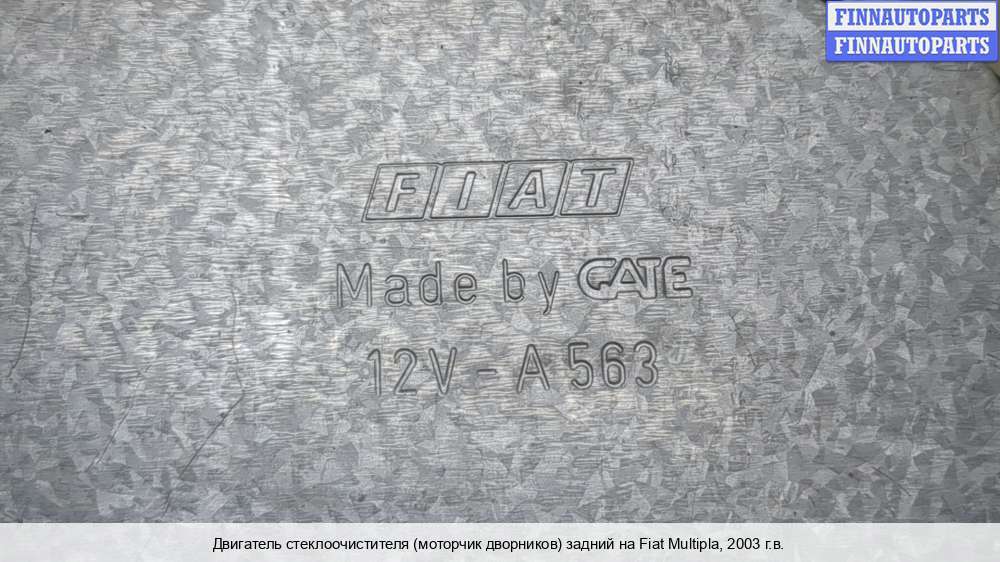 FINNAUTOPARTS
FINNAUTOPARTS
FIAT
Made by GATE
12V - A 563
Двигатель стеклоочистителя (моторчик дворников) задний на Fiat Multipla, 2003 г.в.